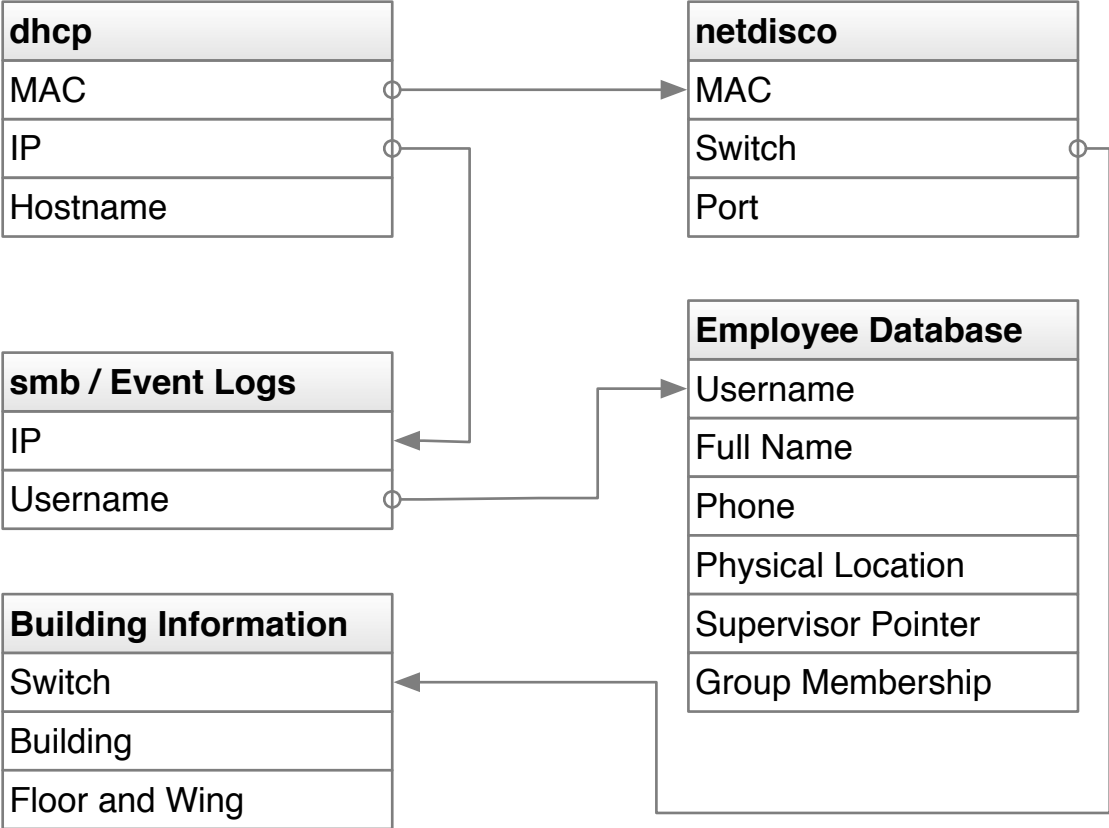 dhcp
MAC
IP
Hostname
netdisco
MAC
Switch
Port
smb / Event Logs
IP
Username
Employee Database
Username
Full Name
Phone
Physical Location
Supervisor Pointer
Group Membership
Building Information
Switch
Building
Floor and Wing